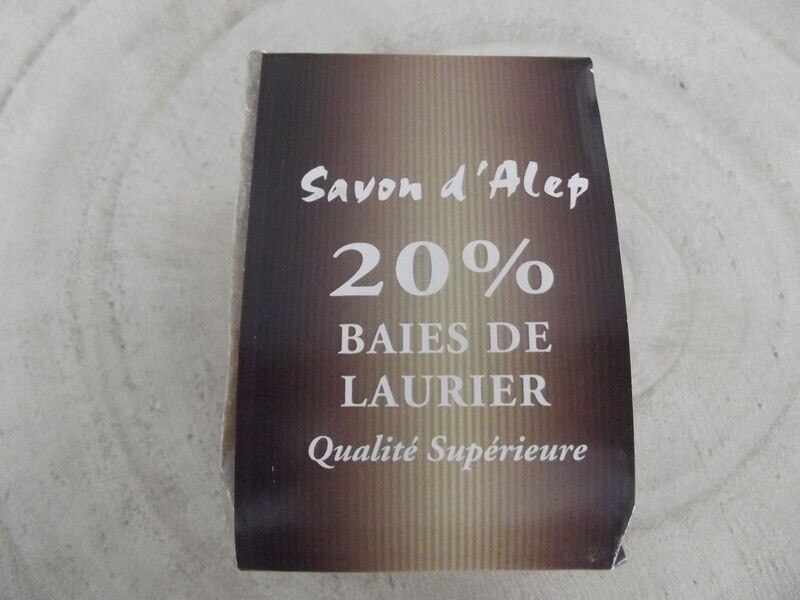 Savon d'Alep
20%
BAIES DE
LAURIER
Qualité Supérieure